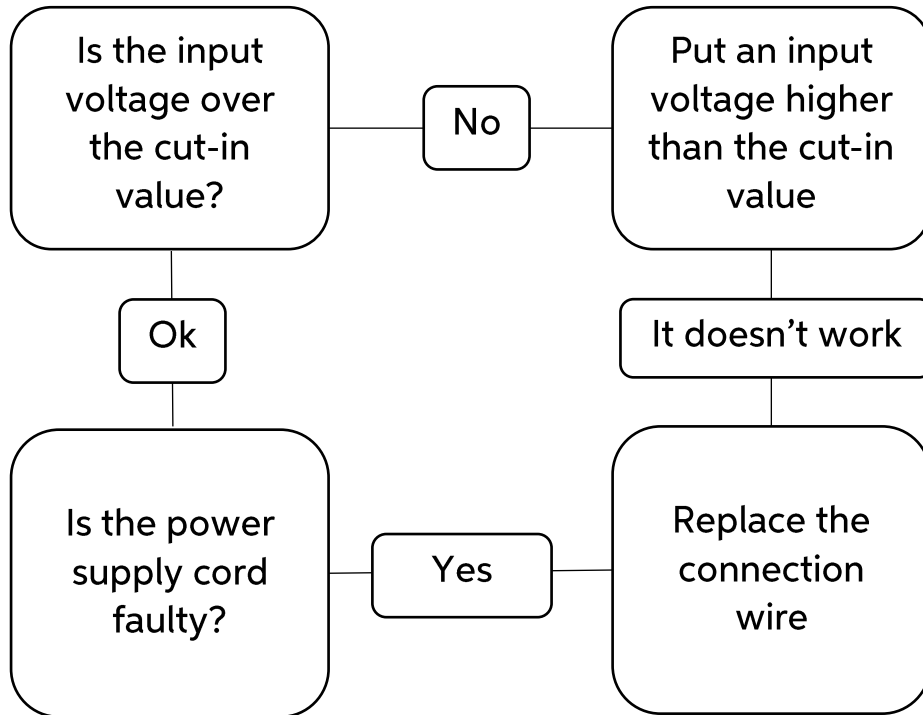 Is the input
voltage over
the cut-in
value?
No
Put an input
voltage higher
than the cut-in
value
Ok
It doesn’t work
Is the power
supply cord
faulty?
Yes
Replace the
connection
wire